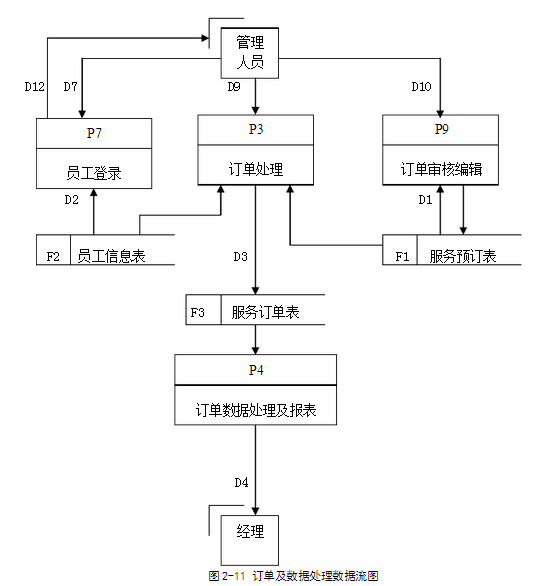 管理
人员
D12
D7
D9
D10
P7
员工登录
P3
订单处理
P9
订单审核编辑
D2
D1
F2 员工信息表
D3
F1 服务预订表
F3 服务订单表
P4
订单数据处理及报表
D4
经理
图2-11 订单及数据处理数据流图